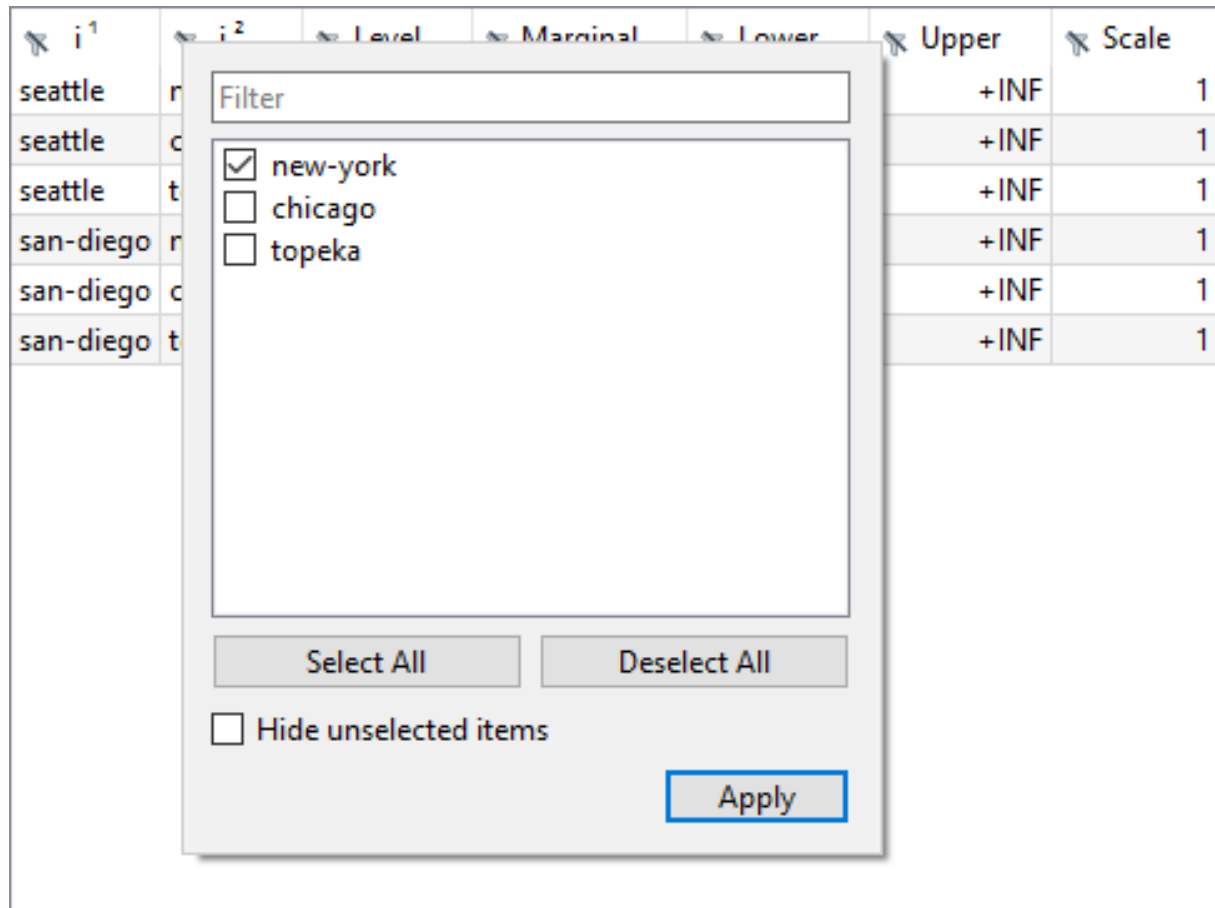 i¹ Upper Scale
seattle +INF 1
seattle +INF 1
seattle +INF 1
san-diego +INF 1
san-diego +INF 1
san-diego +INF 1
Filter
new-york
chicago
topeka
Select All Deselect All
Hide unselected items
Apply